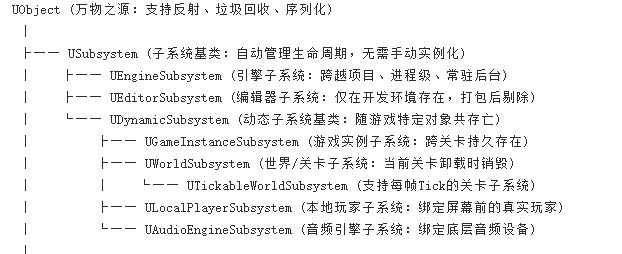 UObject (万物之源：支持反射、垃圾回收、序列化)
│
├── USubsystem (子系统基类：自动管理生命周期，无需手动实例化)
│     ├── UEngineSubsystem (引擎子系统：跨越项目、进程级、常驻后台)
│     ├── UEditorSubsystem (编辑器子系统：仅在开发环境存在，打包后剔除)
│     └── UDynamicSubsystem (动态子系统基类：随游戏特定对象共存亡)
│           ├── UGameInstanceSubsystem (游戏实例子系统：跨关卡持久存在)
│           ├── UWorldSubsystem (世界/关卡子系统：当前关卡卸载时销毁)
│           │     └── UTickableWorldSubsystem (支持每帧Tick的关卡子系统)
│           ├── ULocalPlayerSubsystem (本地玩家子系统：绑定屏幕前的真实玩家)
│           └── UAudioEngineSubsystem (音频引擎子系统：绑定底层音频设备)
│